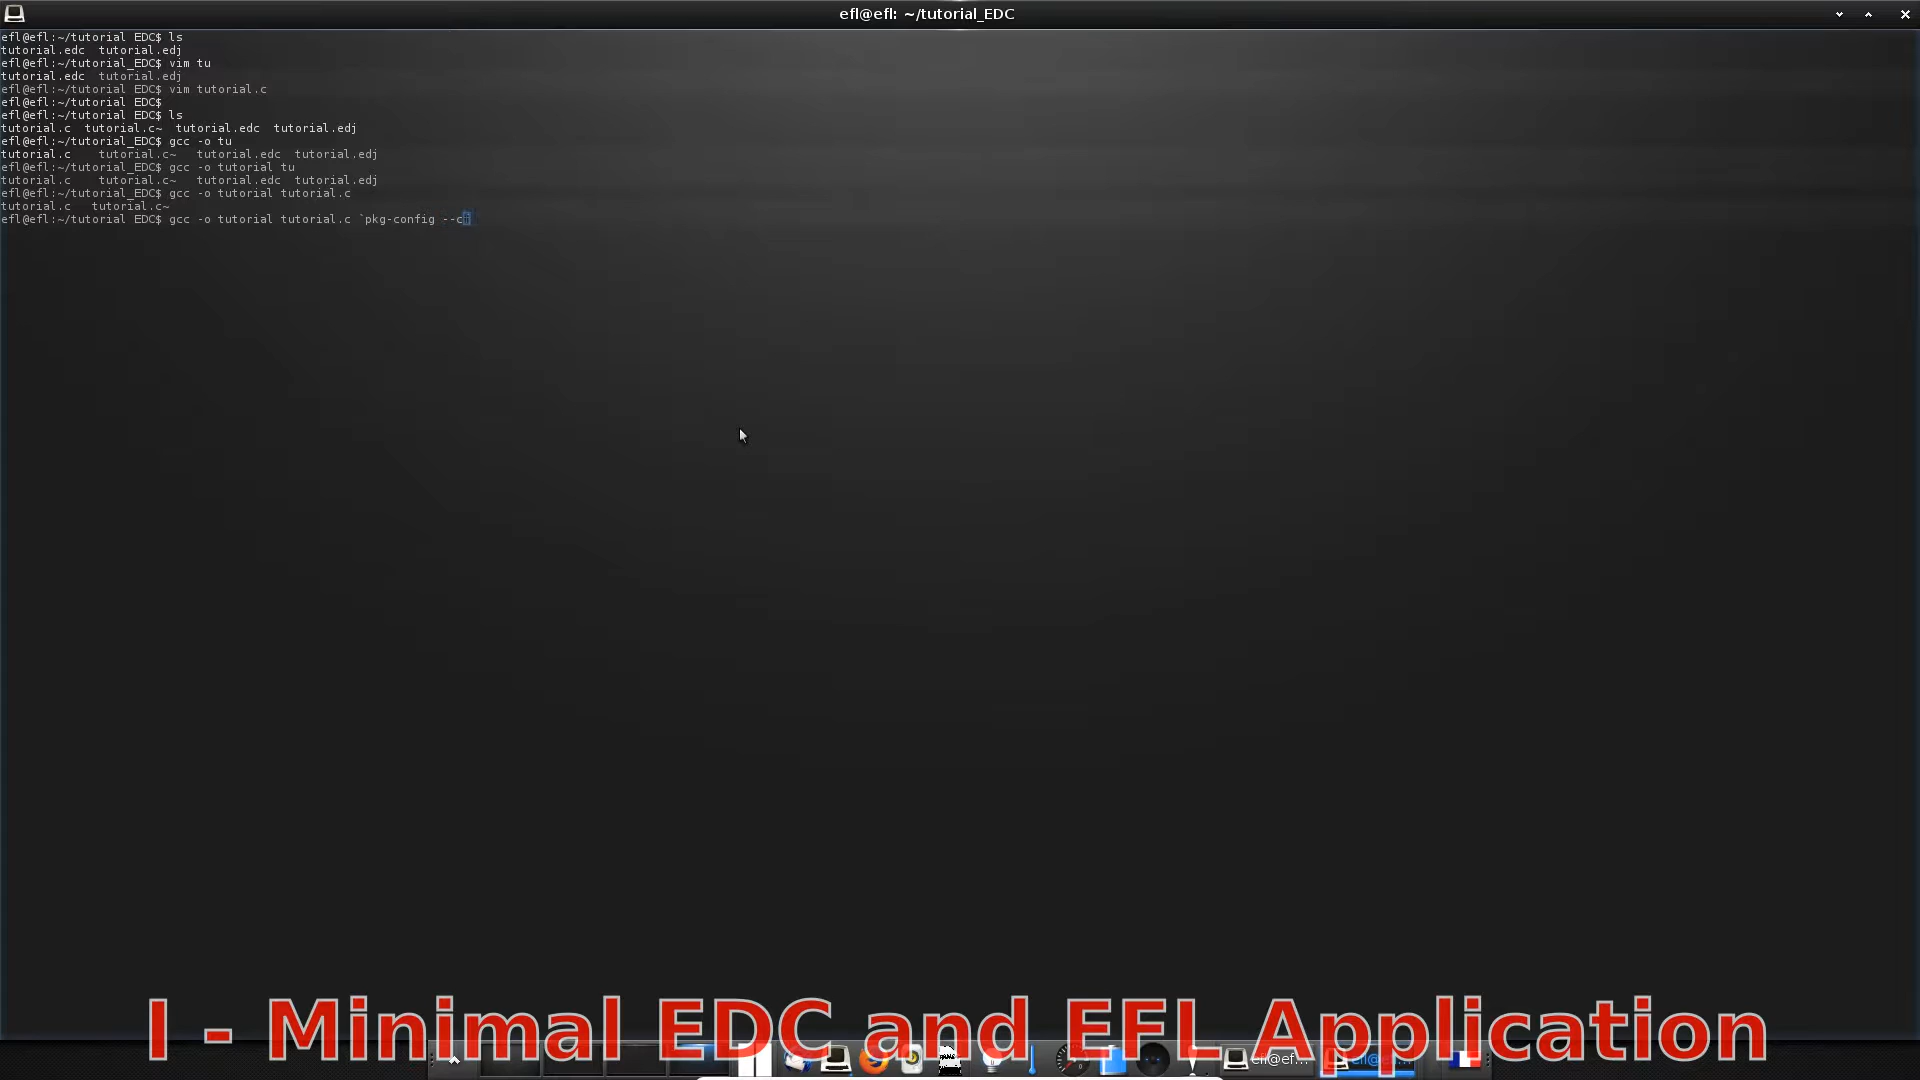 efl@efl: ~/tutorial_EDC
efl@efl:~/tutorial_EDC$ ls
tutorial.edc  tutorial.edj
efl@efl:~/tutorial_EDC$ vim tu
tutorial.edc  tutorial.edj
efl@efl:~/tutorial_EDC$ vim tutorial.c
efl@efl:~/tutorial_EDC$
efl@efl:~/tutorial_EDC$ ls
tutorial.c  tutorial.c~  tutorial.edc  tutorial.edj
efl@efl:~/tutorial_EDC$ gcc -o tu
tutorial.c    tutorial.c~   tutorial.edc  tutorial.edj
efl@efl:~/tutorial_EDC$ gcc -o tutorial tu
tutorial.c    tutorial.c~   tutorial.edc  tutorial.edj
efl@efl:~/tutorial_EDC$ gcc -o tutorial tutorial.c
tutorial.c   tutorial.c~
efl@efl:~/tutorial_EDC$ gcc -o tutorial tutorial.c `pkg-config --c
I - Minimal EDC and EFL Application
efl@ef...